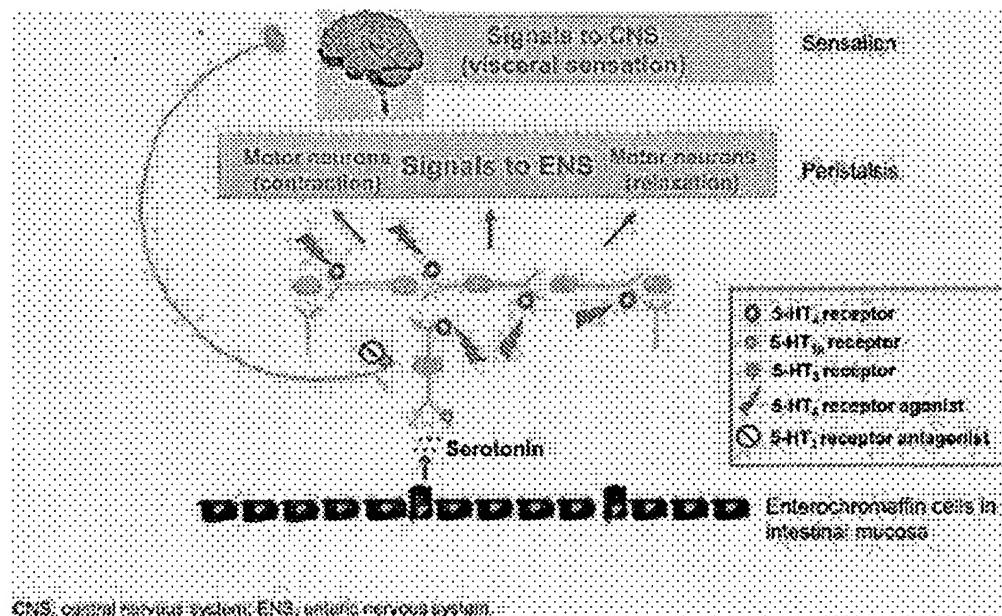 Signals to CNS
(visceral sensation)
Sensation
Motor neurons
(contraction)
Signals to ENS
Motor neurons
(relaxation)
Peristalsis
5-HT₄ receptor
5-HT₁ₚ receptor
5-HT₃ receptor
5-HT₄ receptor agonist
5-HT₃ receptor antagonist
Serotonin
Enterochromaffin cells in
intestinal mucosa
CNS, central nervous system; ENS, enteric nervous system.